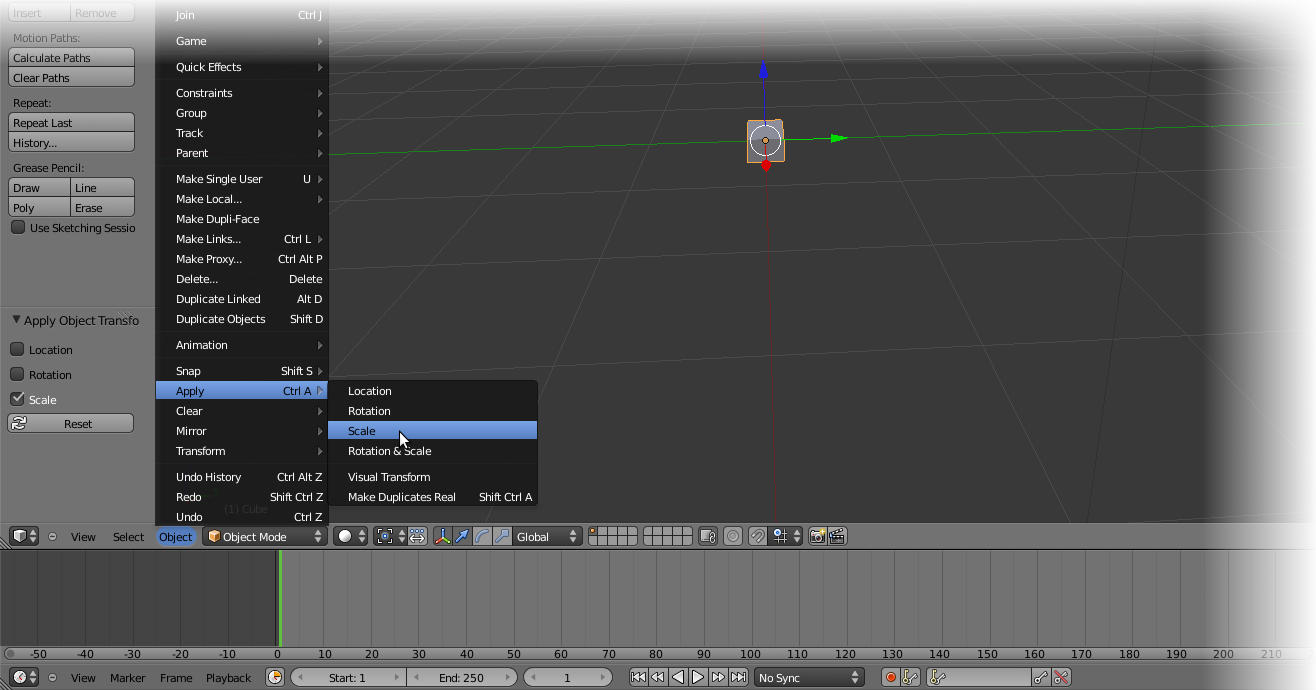 Insert Remove
Motion Paths:
Calculate Paths
Clear Paths
Repeat:
Repeat Last
History...
Grease Pencil:
Draw Line
Poly Erase
Use Sketching Sessio
Apply Object Transfo
Location
Rotation
Scale
Reset
Join Ctrl J
Game
Quick Effects
Constraints
Group
Track
Parent
Make Single User U
Make Local...
Make Dupli-Face
Make Links... Ctrl L
Make Proxy... Ctrl Alt P
Delete... Delete
Duplicate Linked Alt D
Duplicate Objects Shift D
Animation
Snap Shift S
Apply Ctrl A
Clear
Mirror
Transform
Undo History Ctrl Alt Z
Redo Shift Ctrl Z
(1) Cube
Undo Ctrl Z
Location
Rotation
Scale
Rotation & Scale
Visual Transform
Make Duplicates Real Shift Ctrl A
View Select Object Object Mode Global
-50 -40 -30 -20 -10 0 10 20 30 40 50 60 70 80 90 100 110 120 130 140 150 160 170 180 190 200 210
View Marker Frame Playback Start: 1 End: 250 1 No Sync